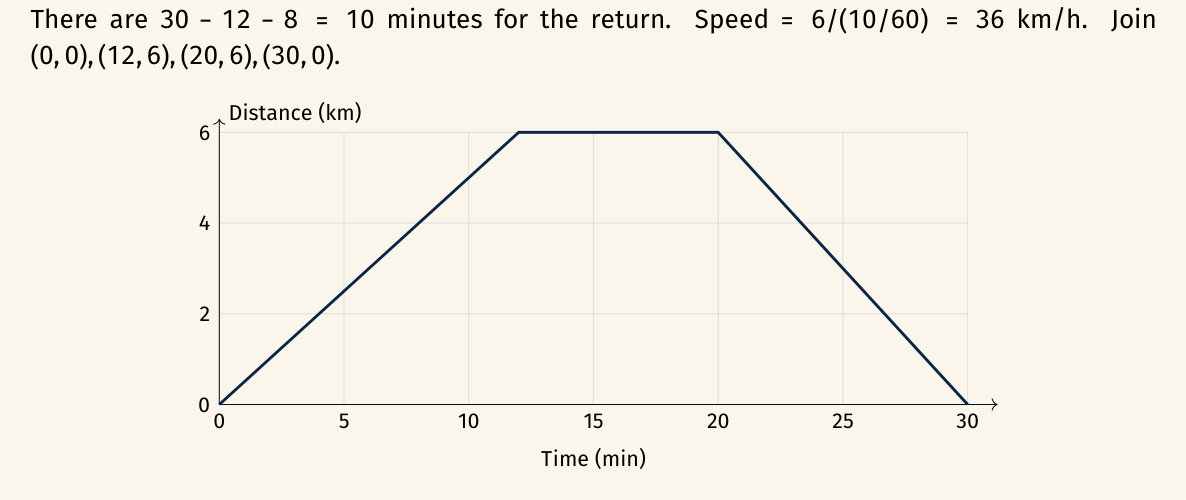 There are 30 – 12 – 8 = 10 minutes for the return. Speed = 6/(10/60) = 36 km/h. Join
(0, 0), (12, 6), (20, 6), (30, 0).
Distance (km)
6
4
2
0
0 5 10 15 20 25 30
Time (min)